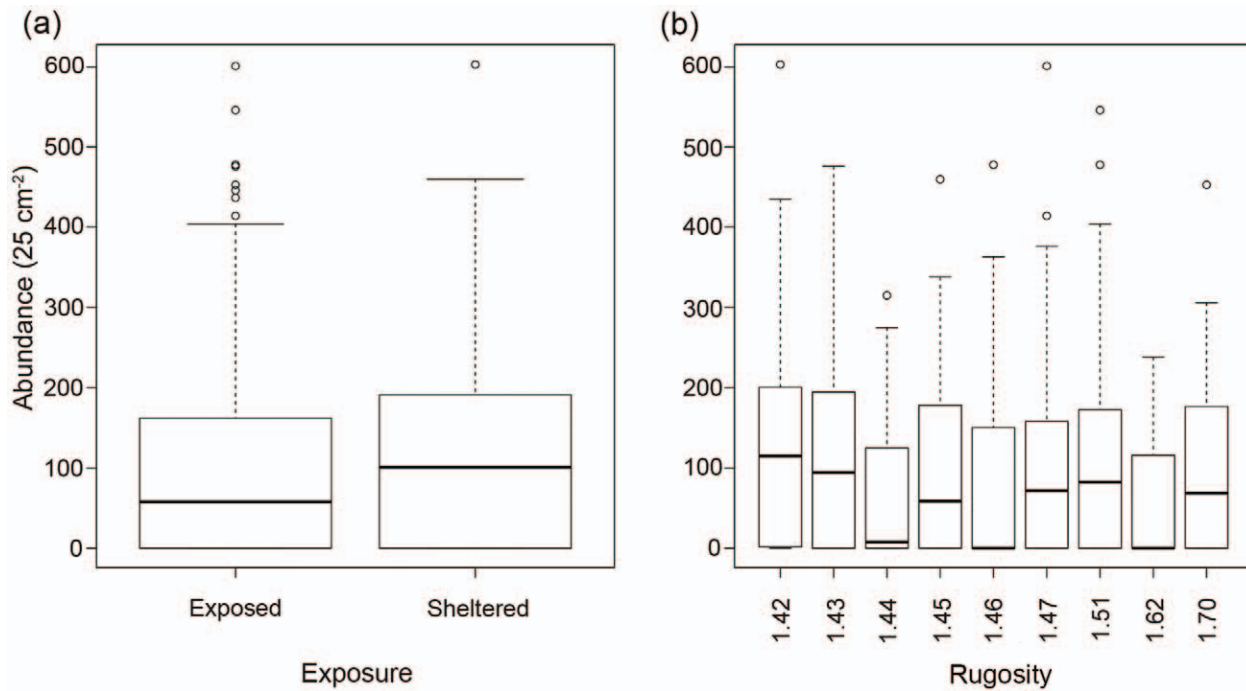 (a)
600
500
400
300
200
100
0
Abundance (25 cm⁻²)
Exposed Sheltered
Exposure
(b)
600
500
400
300
200
100
0
1.42 1.43 1.44 1.45 1.46 1.47 1.51 1.62 1.70
Rugosity